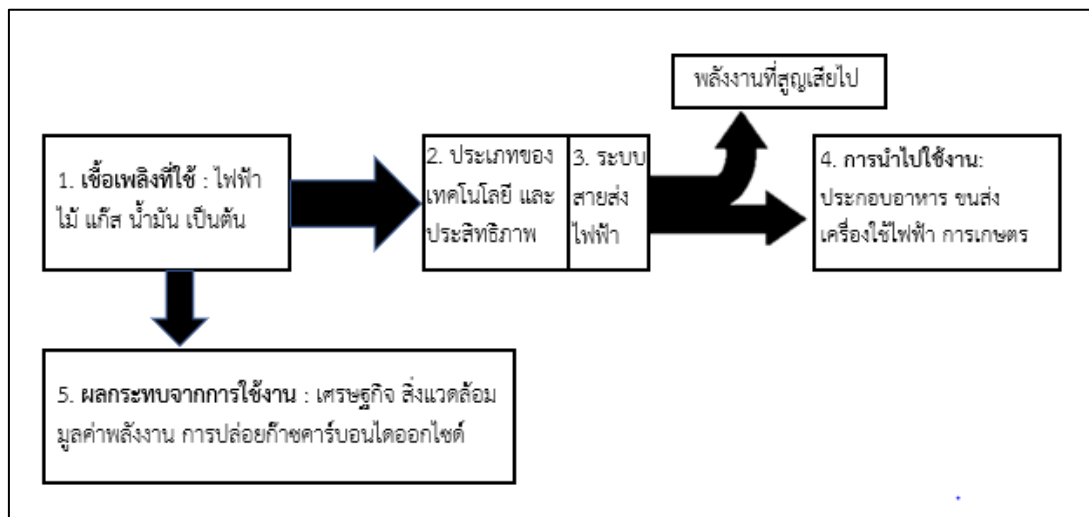 พลังงานที่สูญเสียไป
1. เชื้อเพลิงที่ใช้ : ไฟฟ้า
ไม้ แก๊ส น้ำมัน เป็นต้น
2. ประเภทของ
เทคโนโลยี และ
ประสิทธิภาพ
3. ระบบ
สายส่ง
ไฟฟ้า
4. การนำไปใช้งาน:
ประกอบอาหาร ขนส่ง
เครื่องใช้ไฟฟ้า การเกษตร
5. ผลกระทบจากการใช้งาน : เศรษฐกิจ สิ่งแวดล้อม
มูลค่าพลังงาน การปล่อยก๊าซคาร์บอนไดออกไซด์